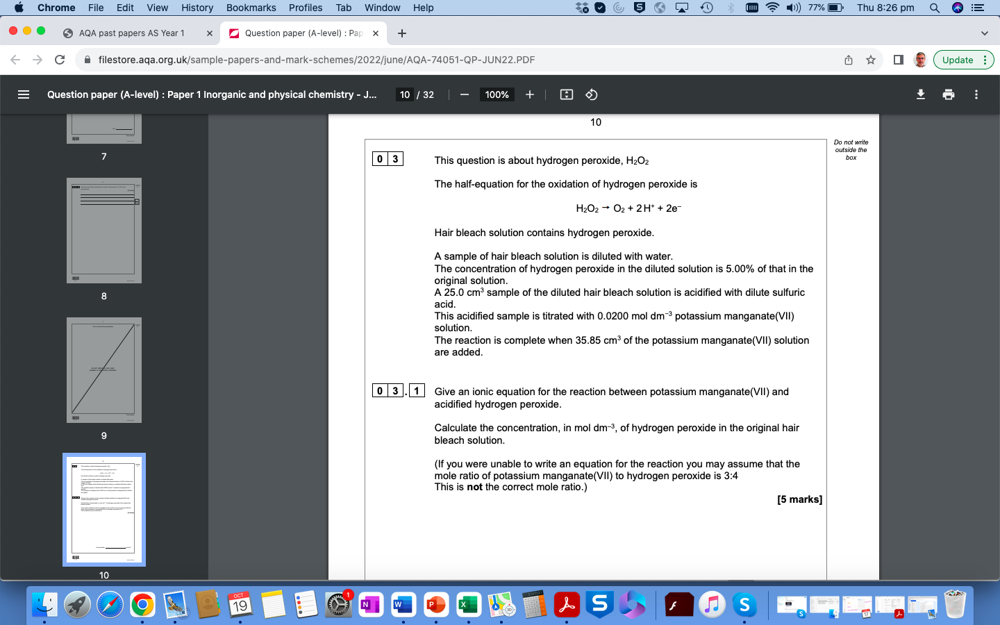 Chrome File Edit View History Bookmarks Profiles Tab Window Help 77% Thu 8:26 pm
AQA past papers AS Year 1 Question paper (A-level) : Pap
filestore.aqa.org.uk/sample-papers-and-mark-schemes/2022/june/AQA-74051-QP-JUN22.PDF Update
Question paper (A-level) : Paper 1 Inorganic and physical chemistry - J... 10 / 32 100%
7
8
9
10
10
Do not write
outside the
box
0 3 This question is about hydrogen peroxide, H₂O₂
The half-equation for the oxidation of hydrogen peroxide is
H₂O₂ → O₂ + 2 H⁺ + 2e⁻
Hair bleach solution contains hydrogen peroxide.
A sample of hair bleach solution is diluted with water.
The concentration of hydrogen peroxide in the diluted solution is 5.00% of that in the
original solution.
A 25.0 cm³ sample of the diluted hair bleach solution is acidified with dilute sulfuric
acid.
This acidified sample is titrated with 0.0200 mol dm⁻³ potassium manganate(VII)
solution.
The reaction is complete when 35.85 cm³ of the potassium manganate(VII) solution
are added.
0 3 . 1 Give an ionic equation for the reaction between potassium manganate(VII) and
acidified hydrogen peroxide.
Calculate the concentration, in mol dm⁻³, of hydrogen peroxide in the original hair
bleach solution.
(If you were unable to write an equation for the reaction you may assume that the
mole ratio of potassium manganate(VII) to hydrogen peroxide is 3:4
This is not the correct mole ratio.)
[5 marks]
OCT
19
1
N
W
P
X
S
S
17